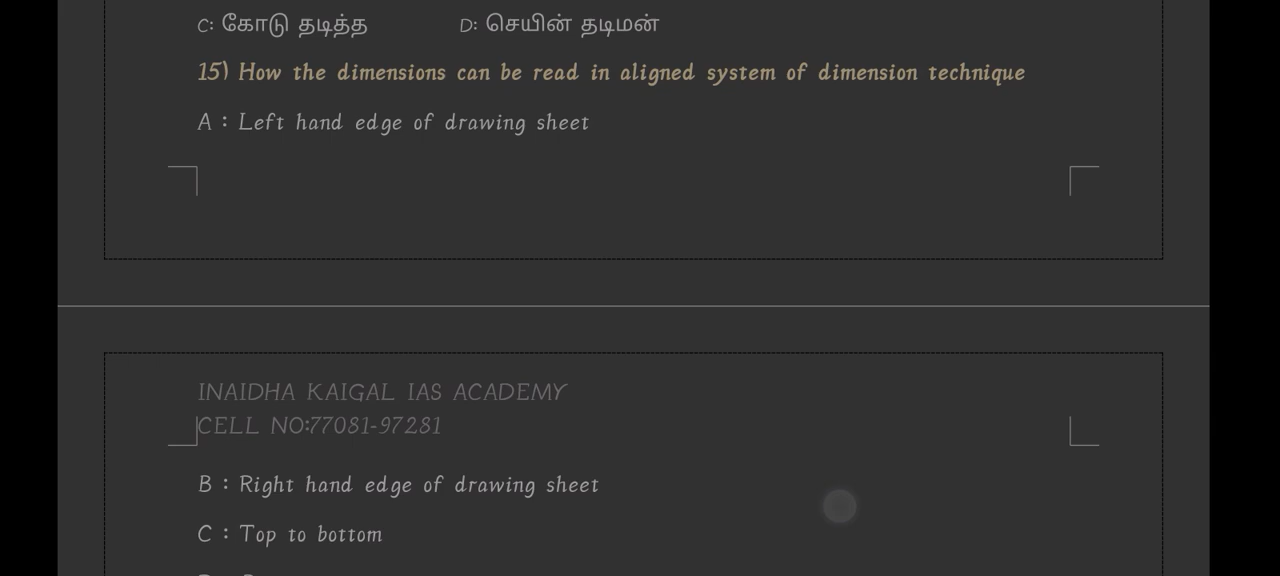 C: கோடு தடித்த D: செயின் தடிமன்
15) How the dimensions can be read in aligned system of dimension technique
A : Left hand edge of drawing sheet
INAIDHA KAIGAL IAS ACADEMY
CELL NO:77081-97281
B : Right hand edge of drawing sheet
C : Top to bottom